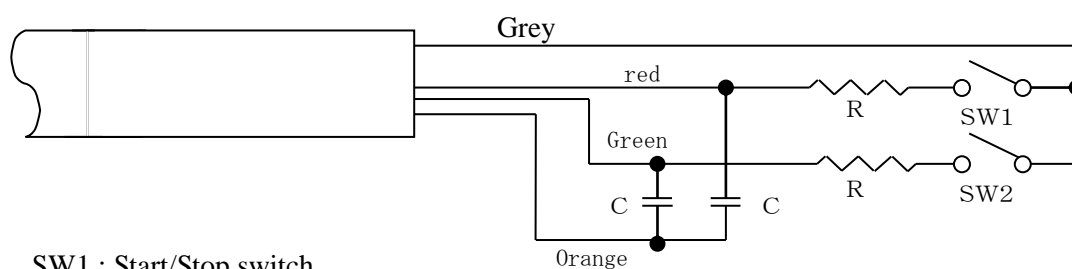 Grey
red
R
SW1
Green
R
SW2
C
C
Orange
SW1 : Start/Stop switch